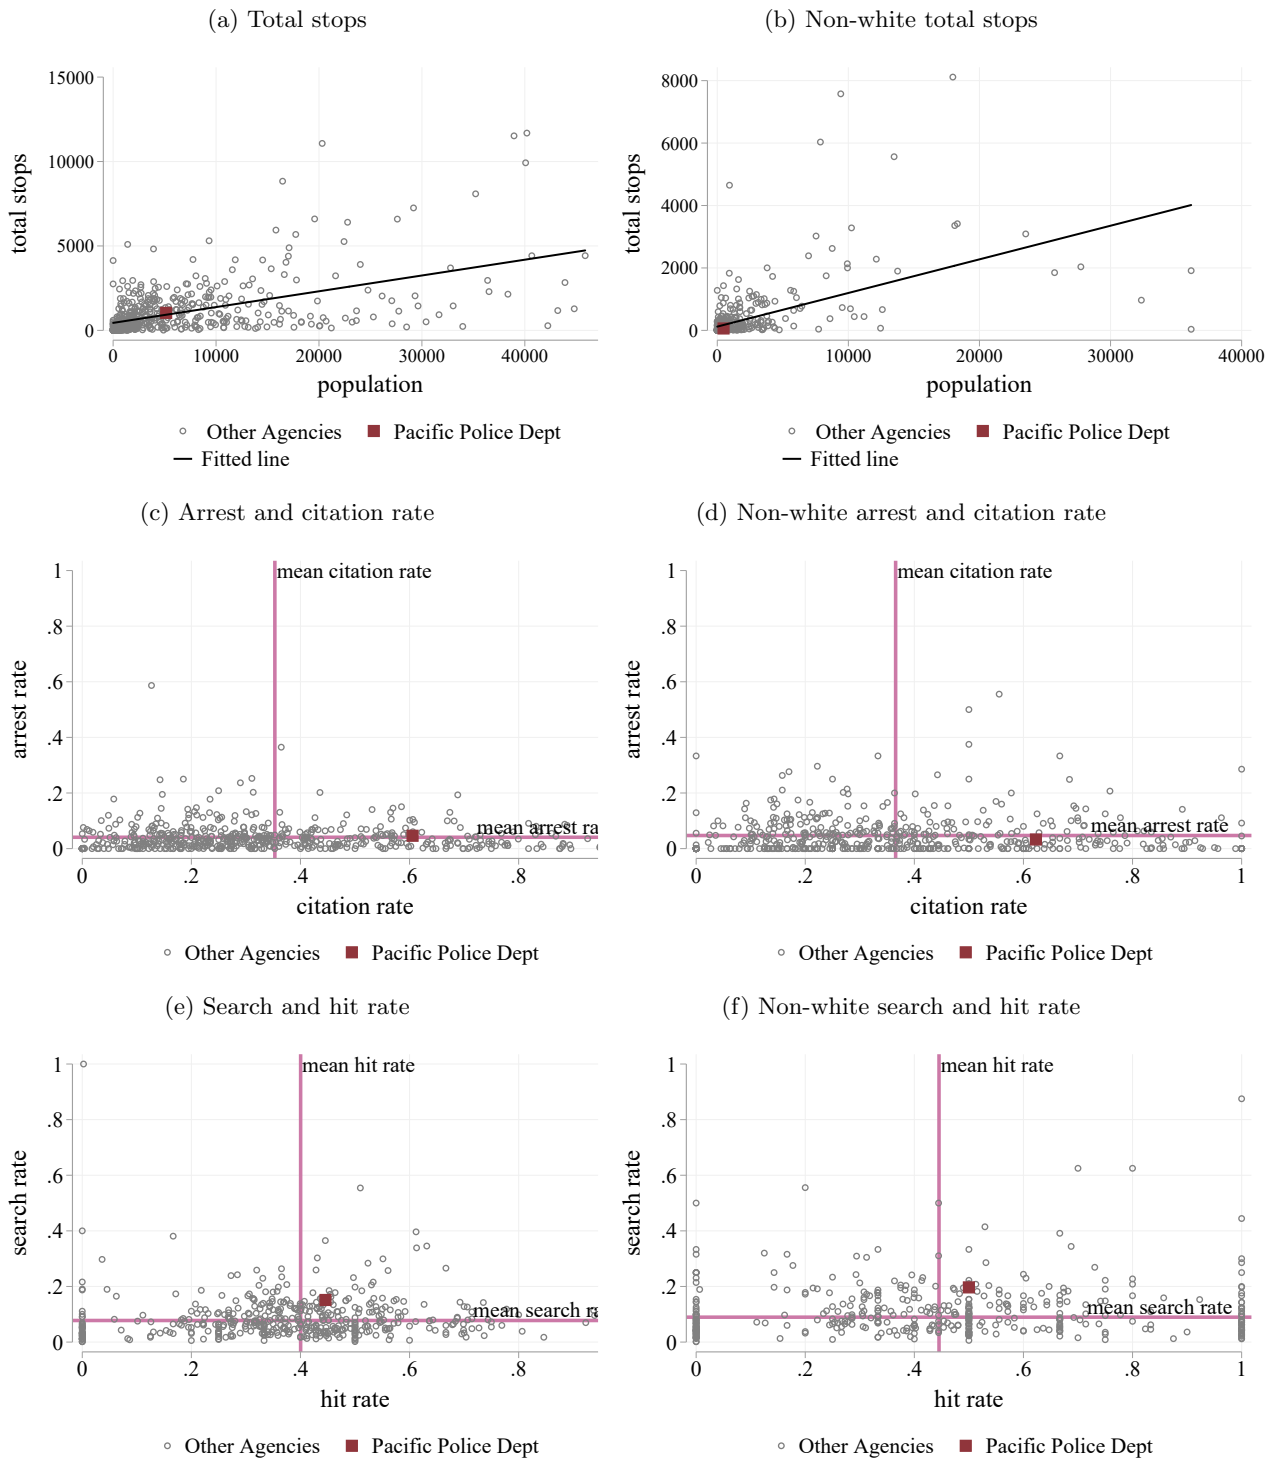 (a) Total stops
(b) Non-white total stops
total stops
15000
10000
5000
0
0 10000 20000 30000 40000
population
Other Agencies Pacific Police Dept
Fitted line
total stops
8000
6000
4000
2000
0
0 10000 20000 30000 40000
population
Other Agencies Pacific Police Dept
Fitted line
(c) Arrest and citation rate
(d) Non-white arrest and citation rate
arrest rate
1
.8
.6
.4
.2
0
mean citation rate
mean arrest ra
0 .2 .4 .6 .8
citation rate
Other Agencies Pacific Police Dept
arrest rate
1
.8
.6
.4
.2
0
mean citation rate
mean arrest rate
0 .2 .4 .6 .8 1
citation rate
Other Agencies Pacific Police Dept
(e) Search and hit rate
(f) Non-white search and hit rate
search rate
1
.8
.6
.4
.2
0
mean hit rate
mean search ra
0 .2 .4 .6 .8
hit rate
Other Agencies Pacific Police Dept
search rate
1
.8
.6
.4
.2
0
mean hit rate
mean search rate
0 .2 .4 .6 .8 1
hit rate
Other Agencies Pacific Police Dept